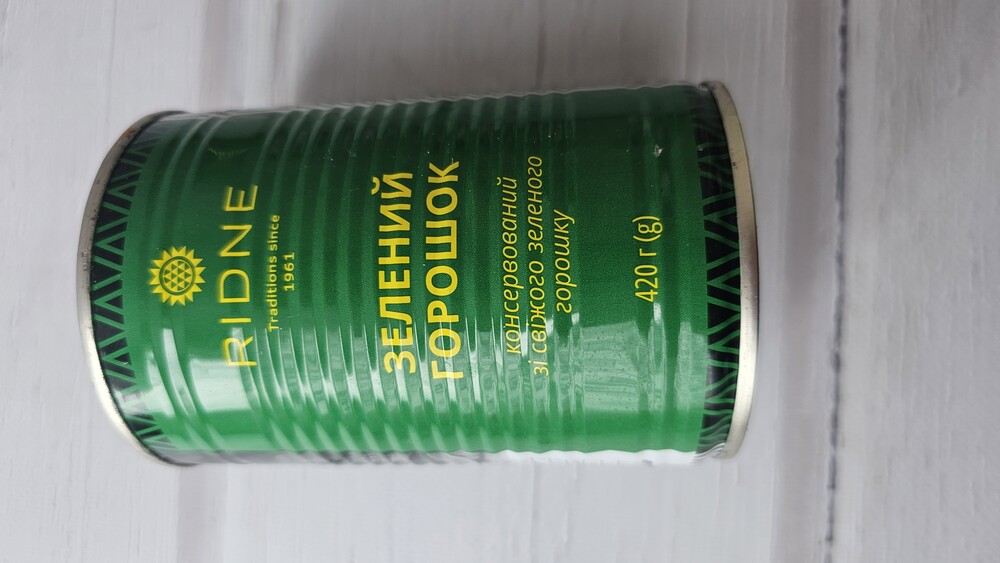 RIDNE
Traditions since
1961
ЗЕЛЕНИЙ
ГОРОШОК
консервований
зі свіжого зеленого
горошку
420 г (g)